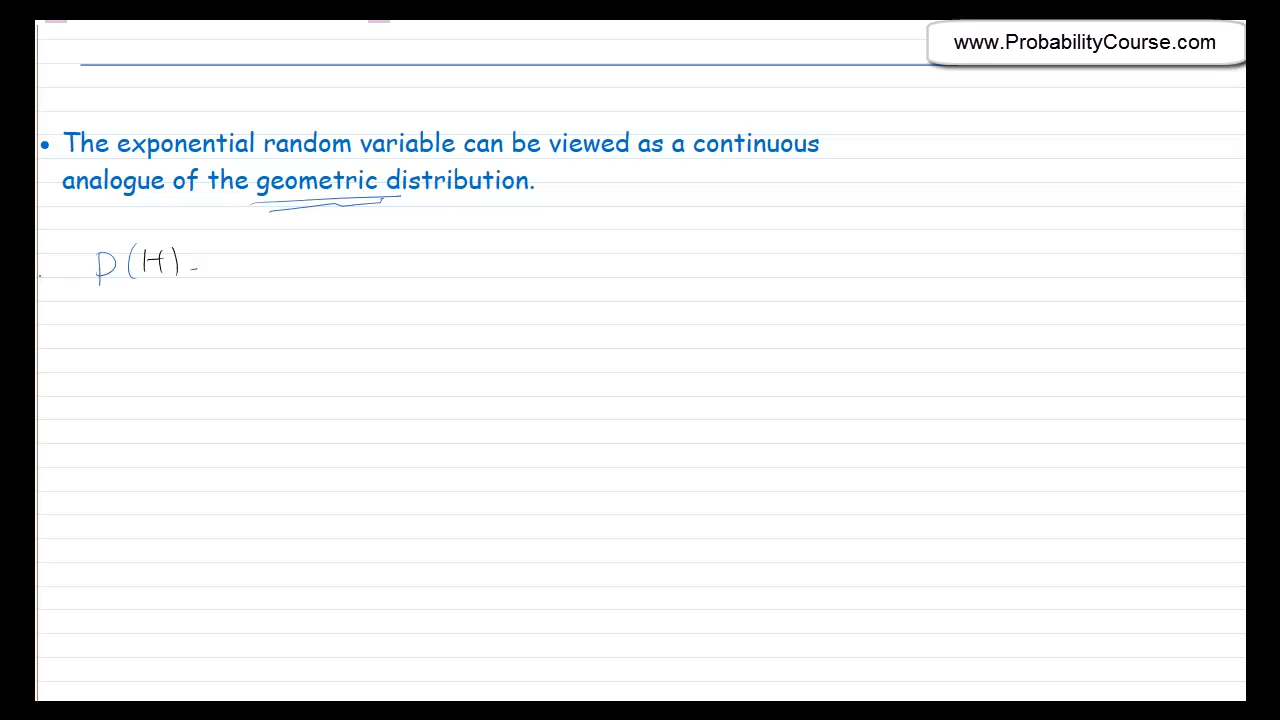 www.ProbabilityCourse.com
• The exponential random variable can be viewed as a continuous
analogue of the geometric distribution.
P(H) -